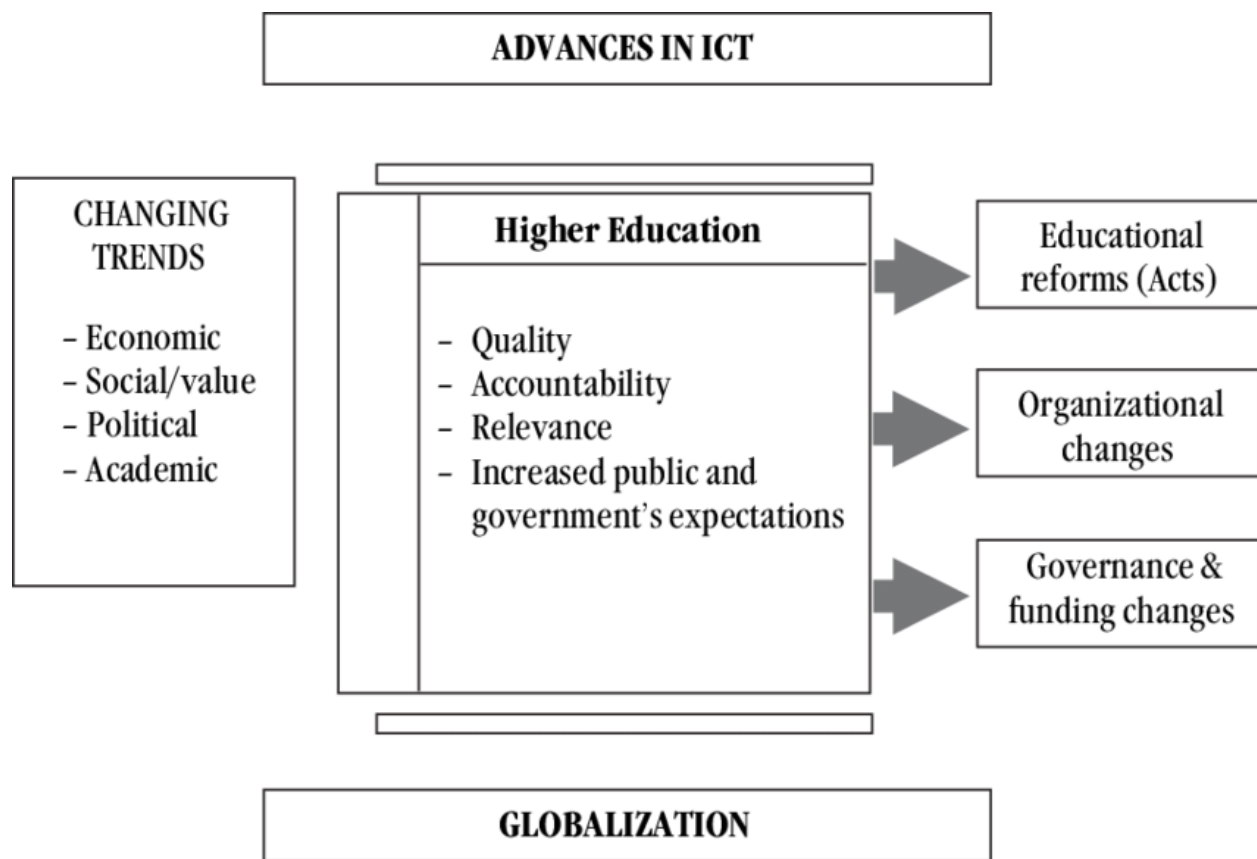 ADVANCES IN ICT
CHANGING
TRENDS
– Economic
– Social/value
– Political
– Academic
Higher Education
– Quality
– Accountability
– Relevance
– Increased public and
government’s expectations
Educational
reforms (Acts)
Organizational
changes
Governance &
funding changes
GLOBALIZATION